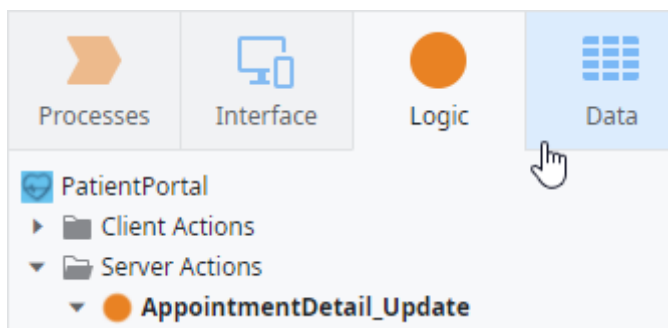 Processes Interface Logic Data
PatientPortal
Client Actions
Server Actions
AppointmentDetail_Update